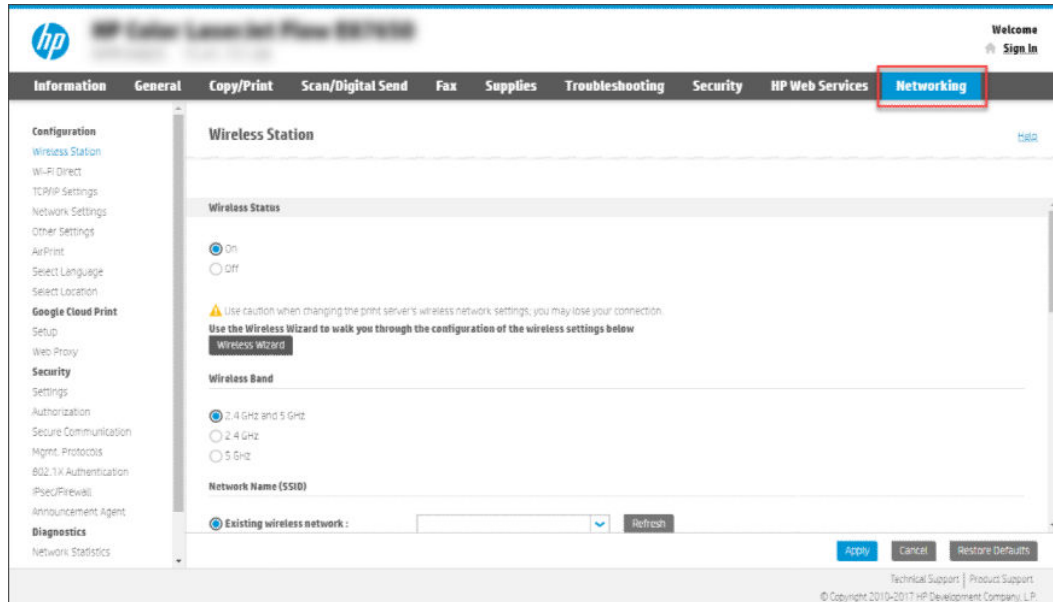 hp
Welcome
Sign In
Information General Copy/Print Scan/Digital Send Fax Supplies Troubleshooting Security HP Web Services Networking
Configuration
Wireless Station
Wi-Fi Direct
TCP/IP Settings
Network Settings
Other Settings
AirPrint
Select Language
Select Location
Google Cloud Print
Setup
Web Proxy
Security
Settings
Authorization
Secure Communication
Mgmt. Protocols
802.1X Authentication
IPsec/Firewall
Announcement Agent
Diagnostics
Network Statistics
Wireless Station
Help
Wireless Status
On
Off
Use caution when changing the print server's wireless network settings; you may lose your connection.
Use the Wireless Wizard to walk you through the configuration of the wireless settings below
Wireless Wizard
Wireless Band
2.4 GHz and 5 GHz
2.4 GHz
5 GHz
Network Name (SSID)
Existing wireless network : Refresh
Apply Cancel Restore Defaults
Technical Support | Product Support
© Copyright 2010-2017 HP Development Company, L.P.